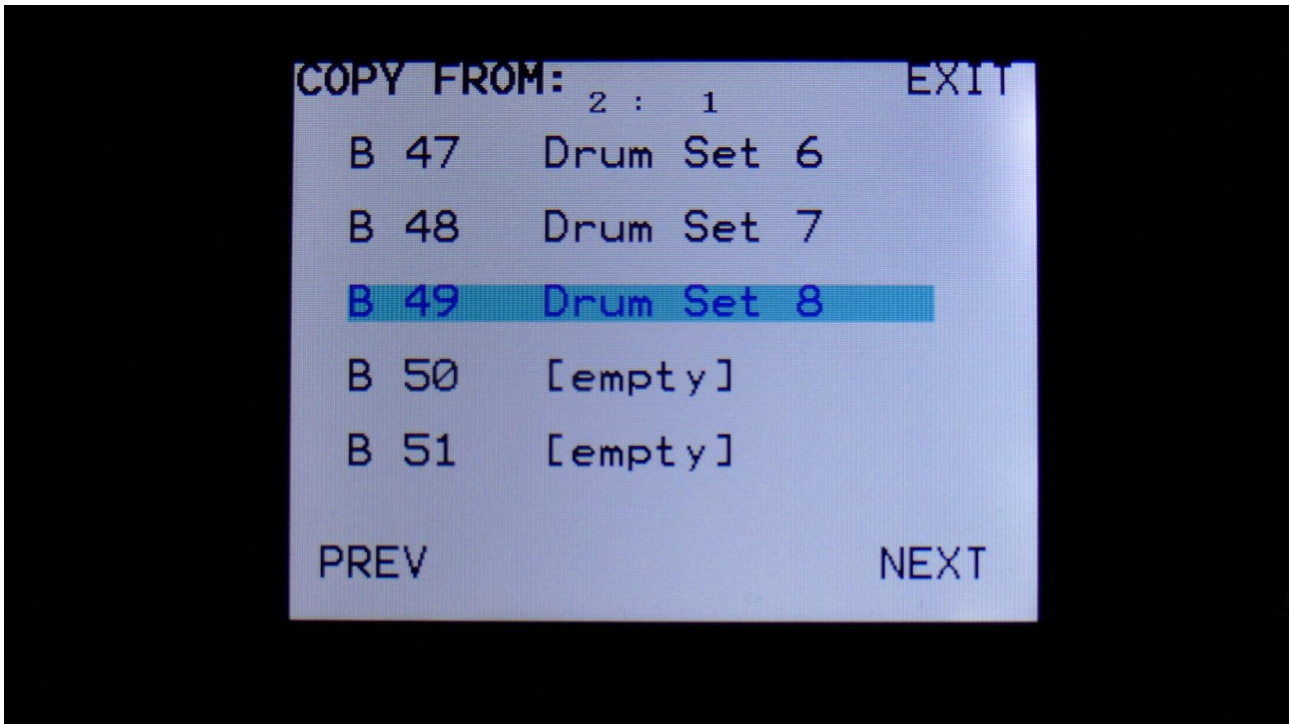 COPY FROM: EXIT
2 : 1
B 47 Drum Set 6
B 48 Drum Set 7
B 49 Drum Set 8
B 50 [empty]
B 51 [empty]
PREV NEXT